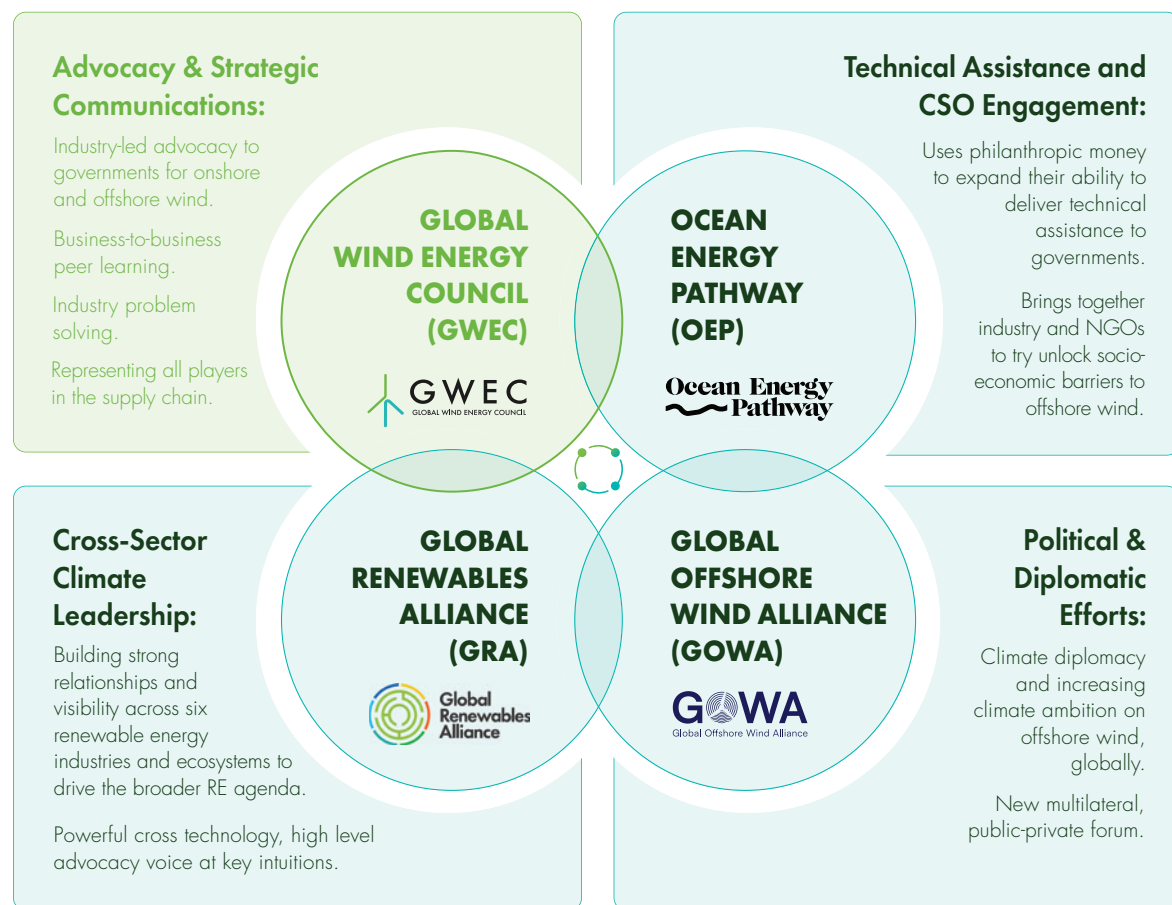 Advocacy & Strategic
Communications:
Industry-led advocacy to
governments for onshore
and offshore wind.
Business-to-business
peer learning.
Industry problem
solving.
Representing all players
in the supply chain.
GLOBAL
WIND ENERGY
COUNCIL
(GWEC)
GWEC
GLOBAL WIND ENERGY COUNCIL
OCEAN
ENERGY
PATHWAY
(OEP)
Ocean Energy
Pathway
Technical Assistance and
CSO Engagement:
Uses philanthropic money
to expand their ability to
deliver technical
assistance to
governments.
Brings together
industry and NGOs
to try unlock socio-
economic barriers to
offshore wind.
Cross-Sector
Climate
Leadership:
Building strong
relationships and
visibility across six
renewable energy
industries and ecosystems to
drive the broader RE agenda.
Powerful cross technology, high level
advocacy voice at key intuitions.
GLOBAL
RENEWABLES
ALLIANCE
(GRA)
Global
Renewables
Alliance
GLOBAL
OFFSHORE
WIND ALLIANCE
(GOWA)
GOWA
Global Offshore Wind Alliance
Political &
Diplomatic
Efforts:
Climate diplomacy
and increasing
climate ambition on
offshore wind,
globally.
New multilateral,
public-private forum.